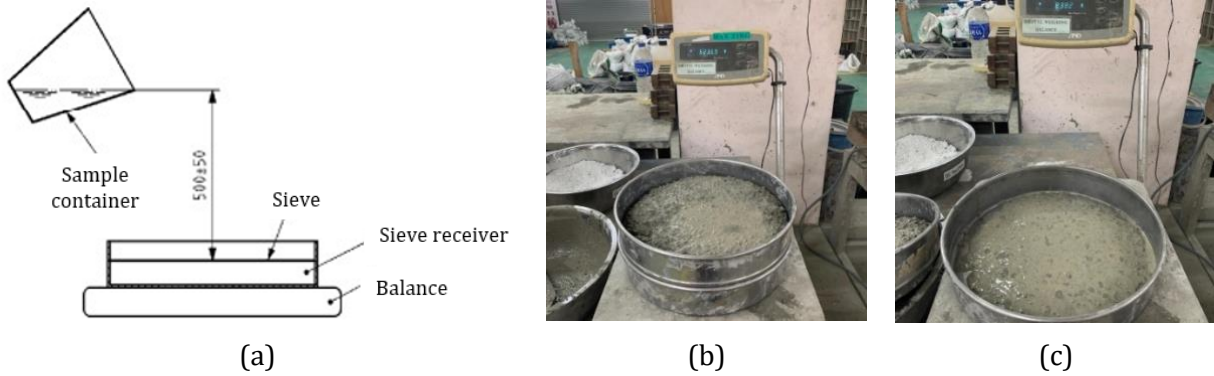 500±50
Sample
container
Sieve
Sieve receiver
Balance
(a)
(b)
(c)